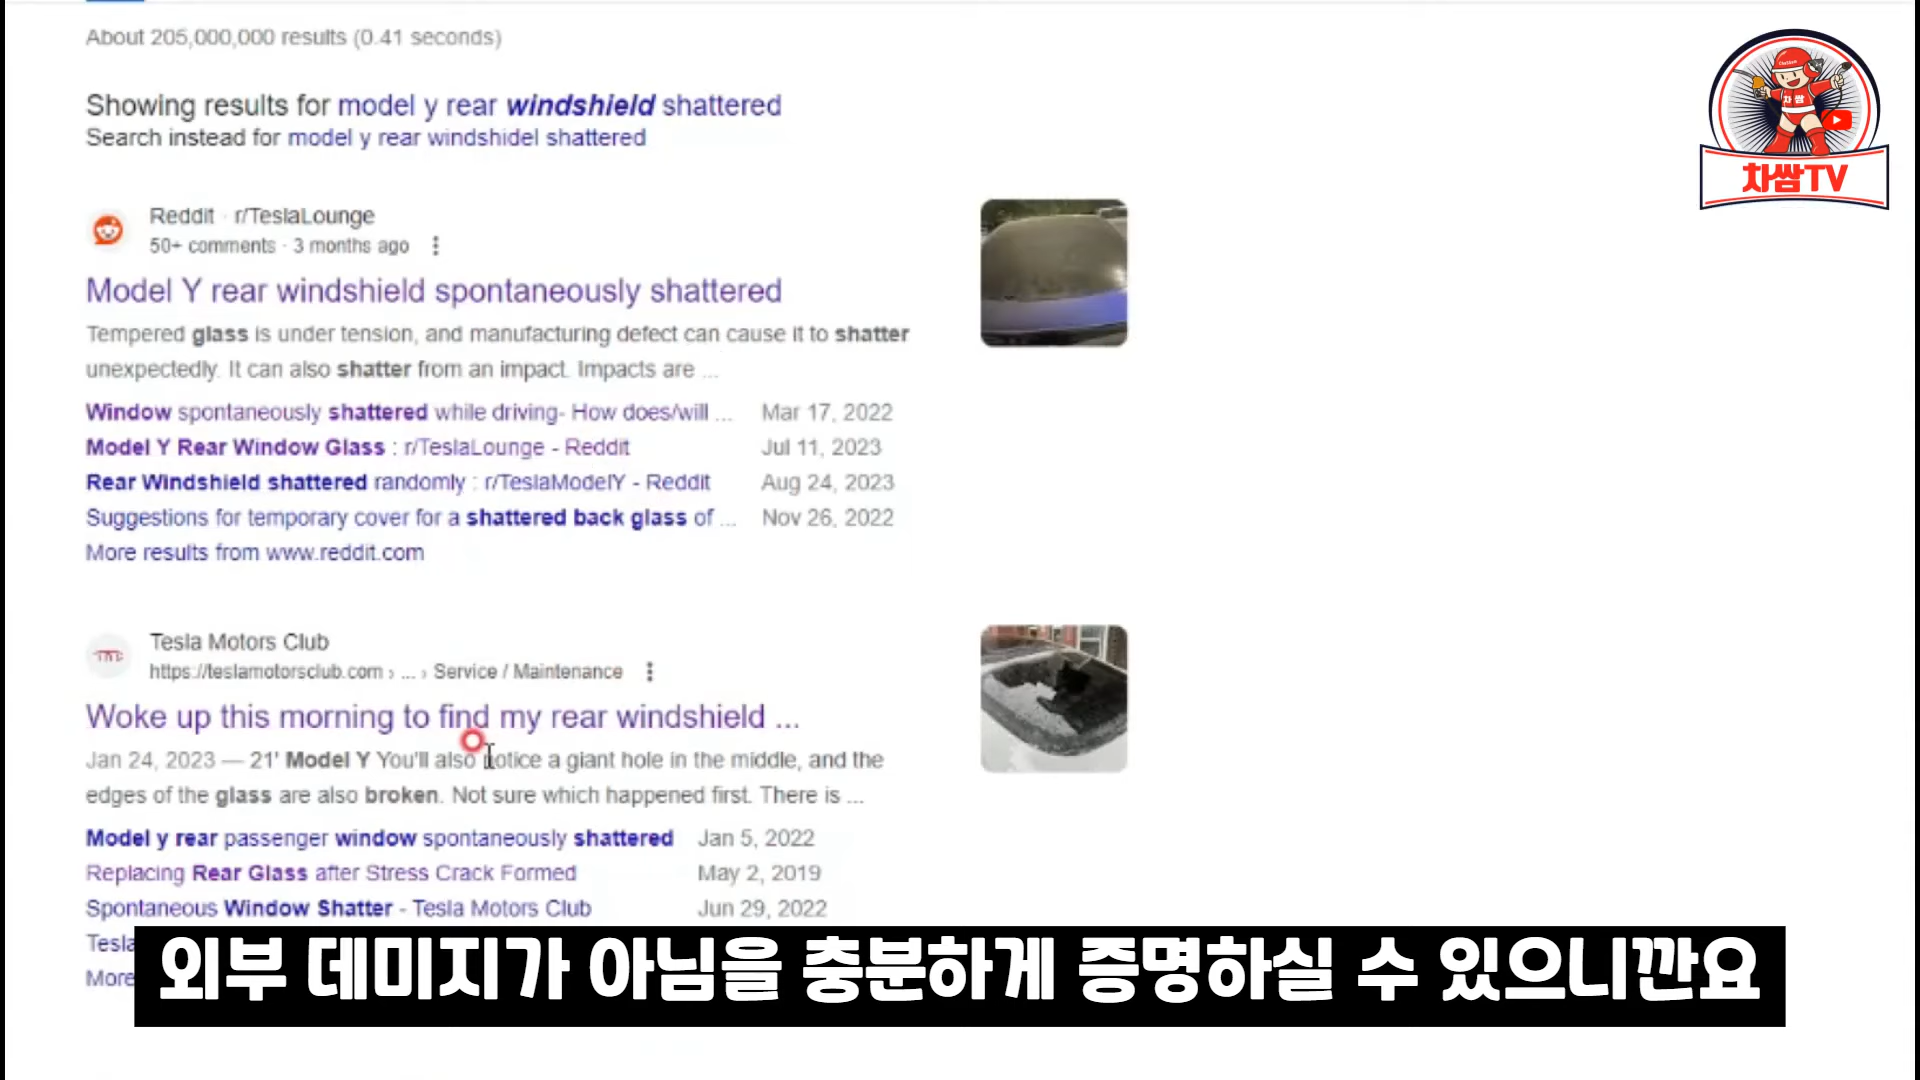 About 205,000,000 results (0.41 seconds)
Showing results for model y rear windshield shattered
Search instead for model y rear windshidel shattered
차쌈TV
Reddit · r/TeslaLounge
50+ comments · 3 months ago
Model Y rear windshield spontaneously shattered
Tempered glass is under tension, and manufacturing defect can cause it to shatter
unexpectedly. It can also shatter from an impact. Impacts are ...
Window spontaneously shattered while driving- How does/will ... Mar 17, 2022
Model Y Rear Window Glass : r/TeslaLounge - Reddit Jul 11, 2023
Rear Windshield shattered randomly : r/TeslaModelY - Reddit Aug 24, 2023
Suggestions for temporary cover for a shattered back glass of ... Nov 26, 2022
More results from www.reddit.com
Tesla Motors Club
https://teslamotorsclub.com › ... › Service / Maintenance
Woke up this morning to find my rear windshield ...
Jan 24, 2023 — 21' Model Y You'll also notice a giant hole in the middle, and the
edges of the glass are also broken. Not sure which happened first. There is ...
Model y rear passenger window spontaneously shattered Jan 5, 2022
Replacing Rear Glass after Stress Crack Formed May 2, 2019
Spontaneous Window Shatter - Tesla Motors Club Jun 29, 2022
Tesla
More
외부 데미지가 아님을 충분하게 증명하실 수 있으니깐요